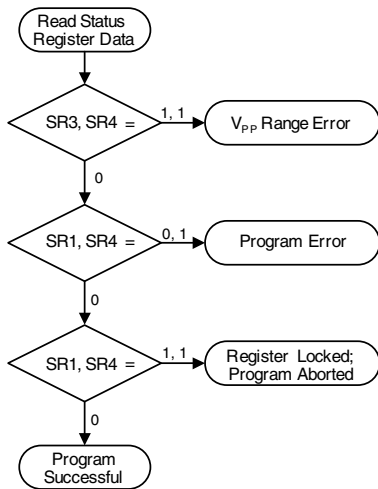 Read Status
Register Data
SR3, SR4 =
1, 1
V_PP Range Error
0
SR1, SR4 =
0, 1
Program Error
0
SR1, SR4 =
1, 1
Register Locked;
Program Aborted
0
Program
Successful